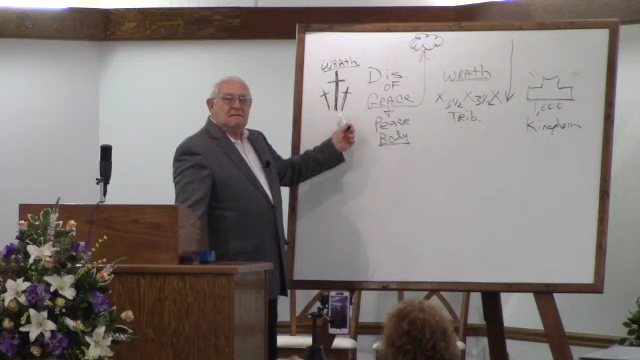 WRATH
Dis.
OF
GRACE
+
PEACE
Body
WRATH
X 3½ X 3½ X
TRIB.
1,000
Kingdom